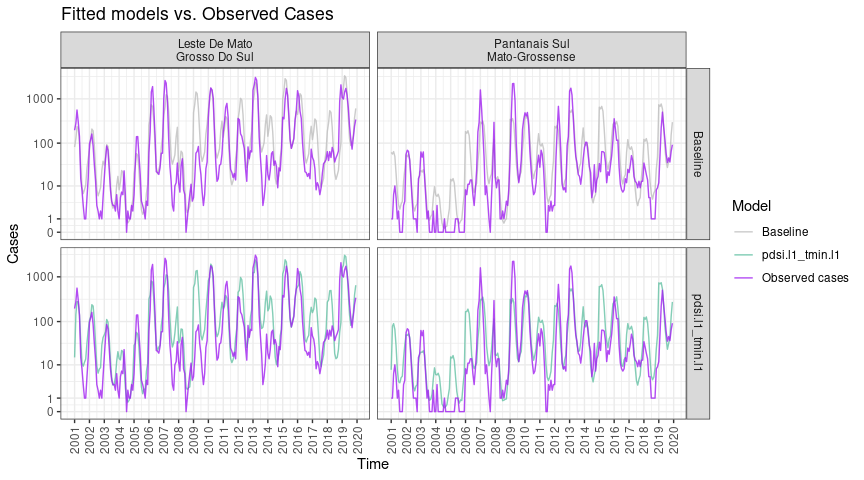 Fitted models vs. Observed Cases
Leste De Mato
Grosso Do Sul
Pantanais Sul
Mato-Grossense
1000
100
10
1
0
Baseline
1000
100
10
1
0
pdsi.l1_tmin.l1
Cases
2001 2002 2003 2004 2005 2006 2007 2008 2009 2010 2011 2012 2013 2014 2015 2016 2017 2018 2019 2020
2001 2002 2003 2004 2005 2006 2007 2008 2009 2010 2011 2012 2013 2014 2015 2016 2017 2018 2019 2020
Time
Model
Baseline
pdsi.l1_tmin.l1
Observed cases